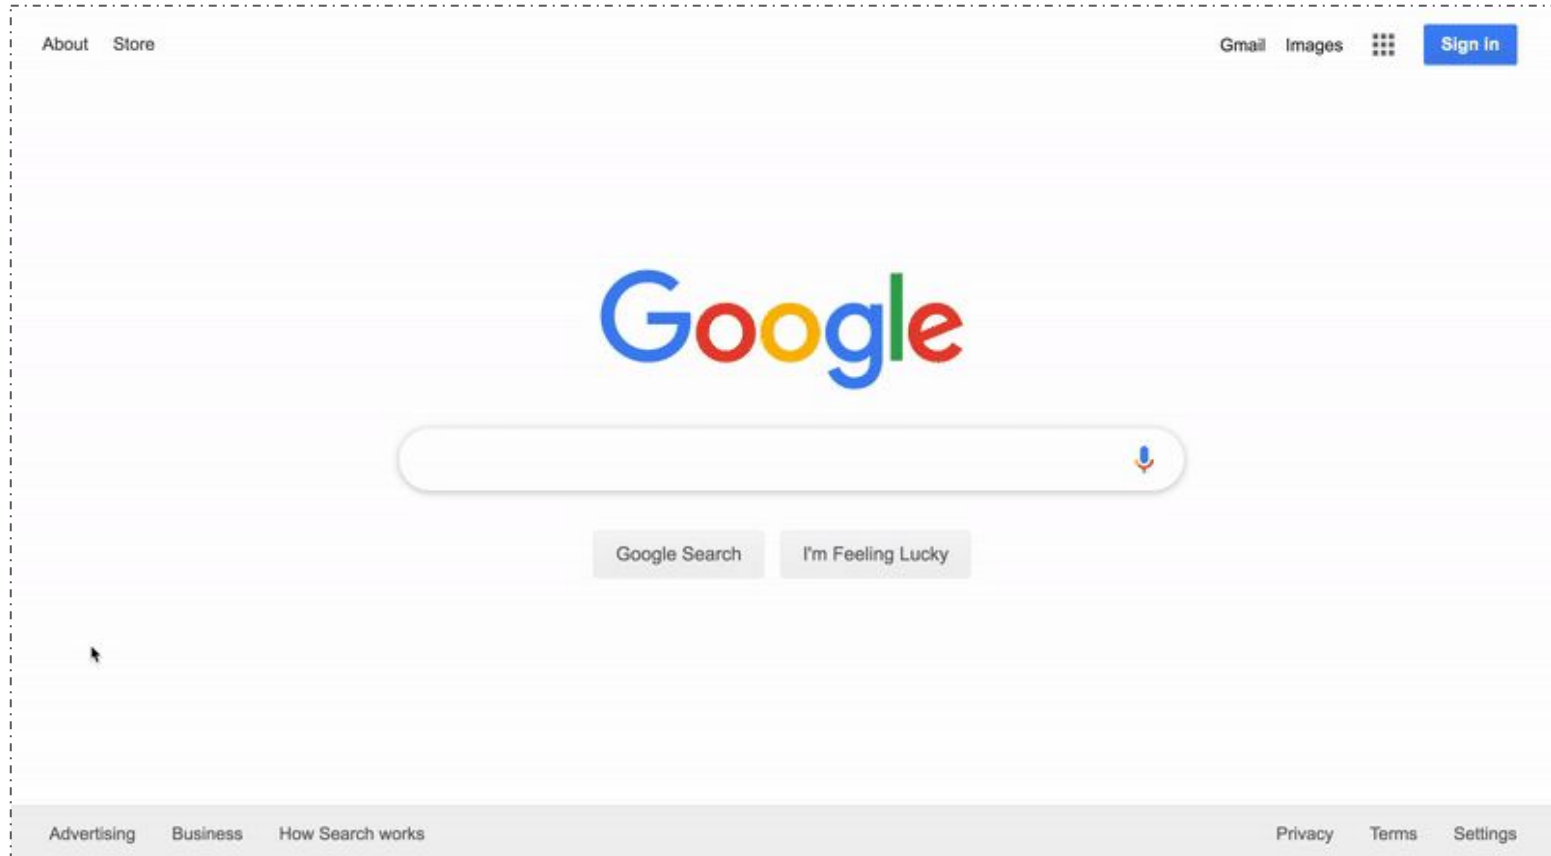 About Store Gmail Images Sign in
Google
Google Search I'm Feeling Lucky
Advertising Business How Search works Privacy Terms Settings